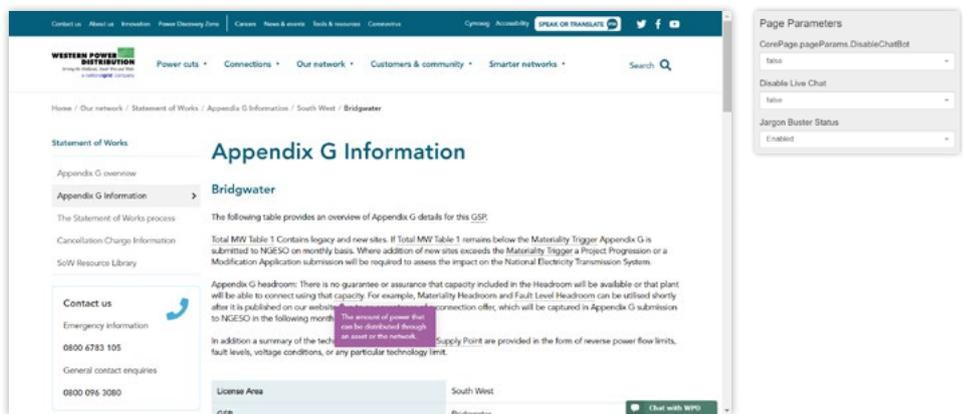 Contact us About us Innovation Power Discovery Zone Careers News & events Tools & resources Coronavirus Cymraeg Accessibility SPEAK OR TRANSLATE
WESTERN POWER
DISTRIBUTION
Serving the Midlands, South West and Wales
a nationalgrid company
Power cuts Connections Our network Customers & community Smarter networks Search
Home / Our network / Statement of Works / Appendix G Information / South West / Bridgwater
Statement of Works
Appendix G overview
Appendix G Information
The Statement of Works process
Cancellation Charge Information
SoW Resource Library
Contact us
Emergency information
0800 6783 105
General contact enquiries
0800 096 3080
Appendix G Information
Bridgwater
The following table provides an overview of Appendix G details for this GSP.
Total MW Table 1 Contains legacy and new sites. If Total MW Table 1 remains below the Materiality Trigger Appendix G is
submitted to NGESO on monthly basis. Where addition of new sites exceeds the Materiality Trigger a Project Progression or a
Modification Application submission will be required to assess the impact on the National Electricity Transmission System.
Appendix G headroom: There is no guarantee or assurance that capacity included in the Headroom will be available or that plant
will be able to connect using that capacity. For example, Materiality Headroom and Fault Level Headroom can be utilised shortly
after it is published on our website connection offer, which will be captured in Appendix G submission
to NGESO in the following month
The amount of power that
can be distributed through
an asset or the network.
In addition a summary of the tech Supply Point are provided in the form of reverse power flow limits,
fault levels, voltage conditions, or any particular technology limit.
License Area South West
GSP Bridgwater
Chat with WPD
Page Parameters
CorePage.pageParams.DisableChatBot
false
Disable Live Chat
false
Jargon Buster Status
Enabled